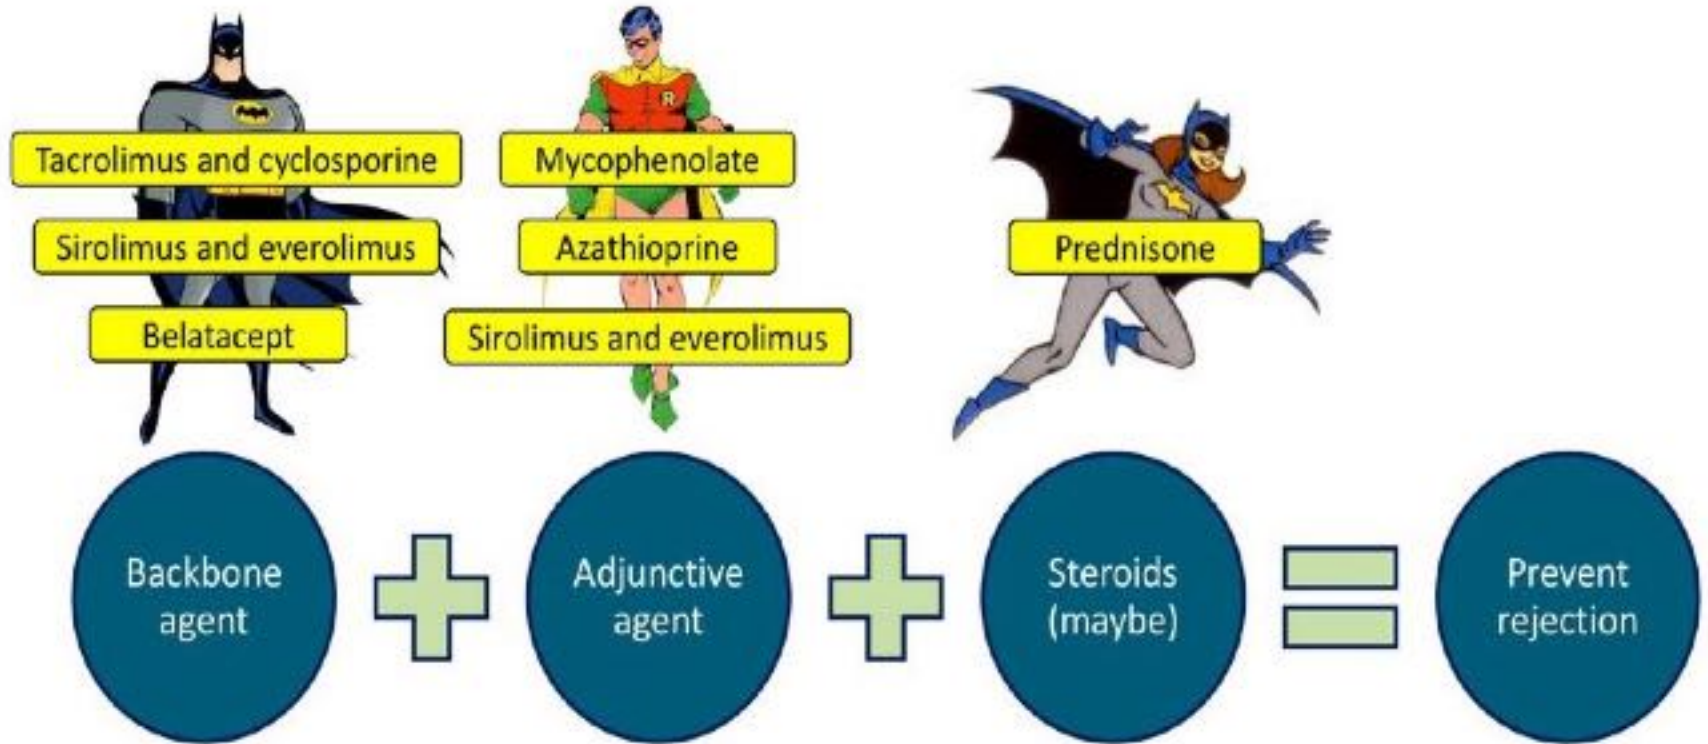 Tacrolimus and cyclosporine
Sirolimus and everolimus
Belatacept
R
Mycophenolate
Azathioprine
Sirolimus and everolimus
Prednisone
Backbone
agent
Adjunctive
agent
Steroids
(maybe)
Prevent
rejection